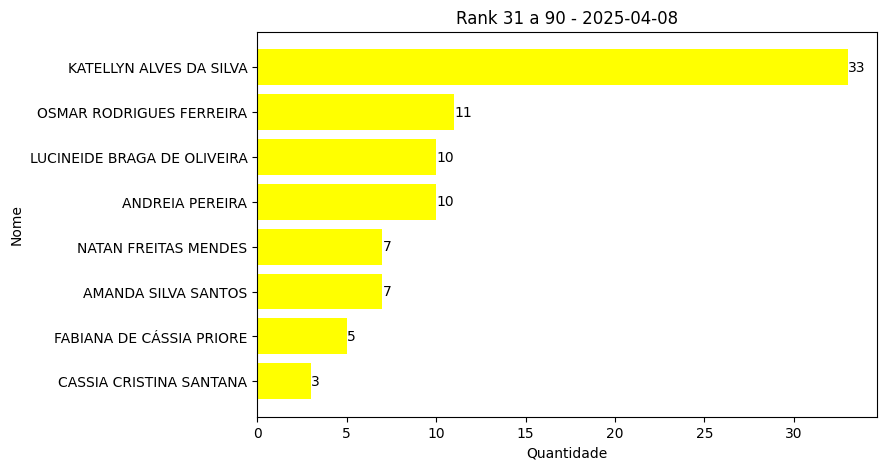 Rank 31 a 90 - 2025-04-08
KATELLYN ALVES DA SILVA 33
OSMAR RODRIGUES FERREIRA 11
LUCINEIDE BRAGA DE OLIVEIRA 10
ANDREIA PEREIRA 10
NATAN FREITAS MENDES 7
AMANDA SILVA SANTOS 7
FABIANA DE CÁSSIA PRIORE 5
CASSIA CRISTINA SANTANA 3
Nome
0 5 10 15 20 25 30
Quantidade